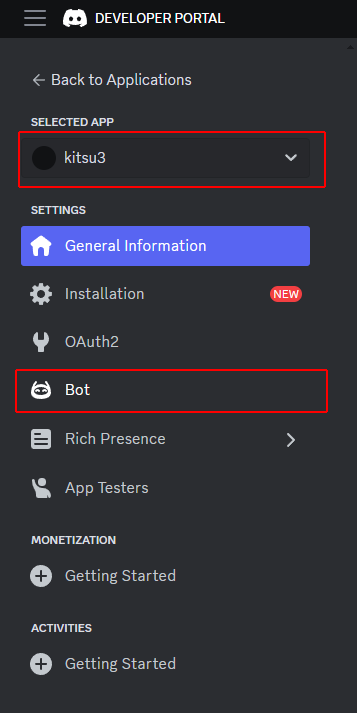 DEVELOPER PORTAL
Back to Applications
SELECTED APP
kitsu3
SETTINGS
General Information
Installation NEW
OAuth2
Bot
Rich Presence
App Testers
MONETIZATION
Getting Started
ACTIVITIES
Getting Started